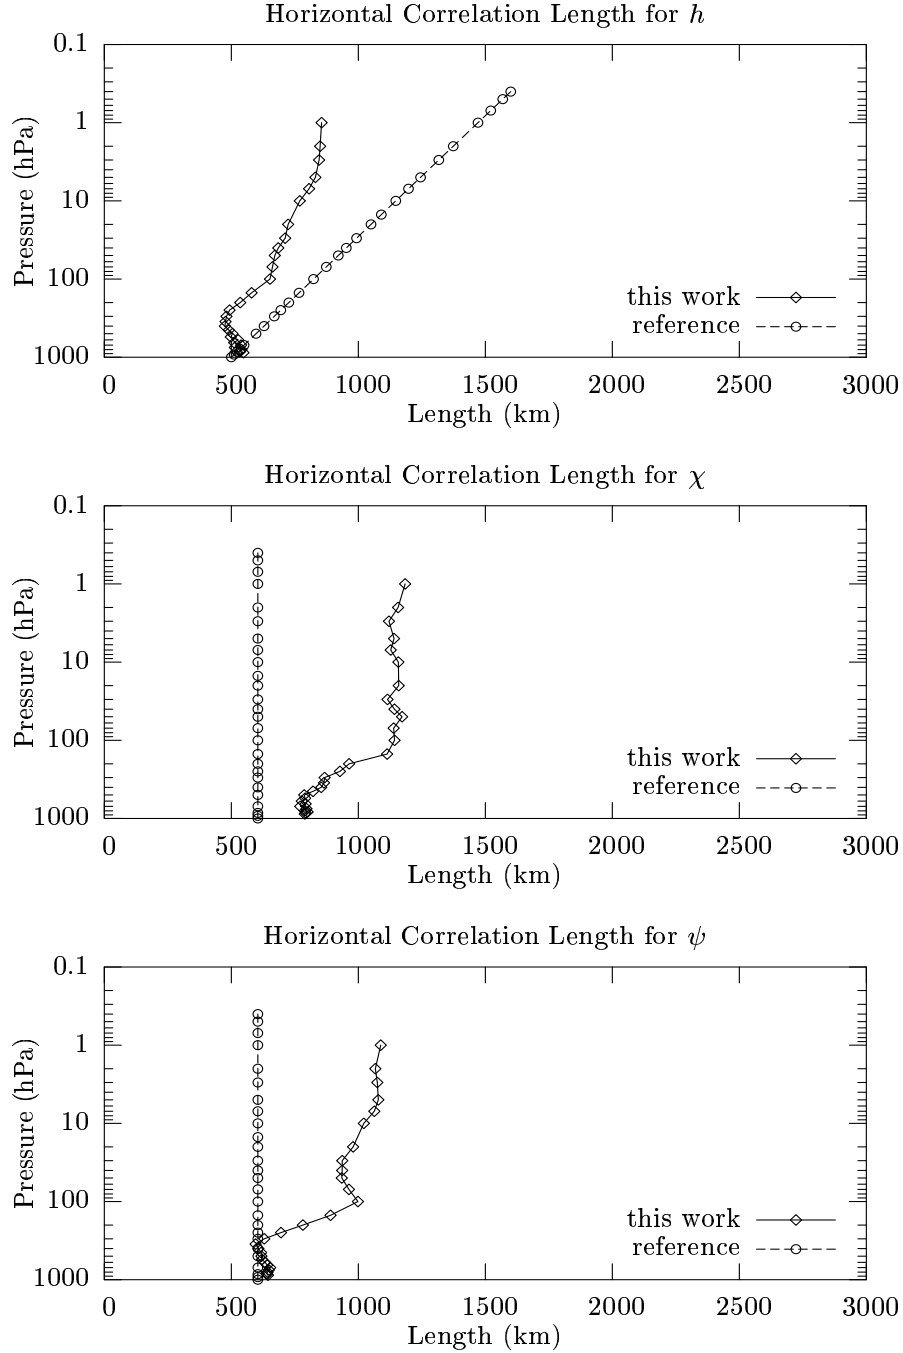 Horizontal Correlation Length for h
0.1
1
10
100
1000
Pressure (hPa)
this work
reference
0 500 1000 1500 2000 2500 3000
Length (km)
Horizontal Correlation Length for χ
0.1
1
10
100
1000
Pressure (hPa)
this work
reference
0 500 1000 1500 2000 2500 3000
Length (km)
Horizontal Correlation Length for ψ
0.1
1
10
100
1000
Pressure (hPa)
this work
reference
0 500 1000 1500 2000 2500 3000
Length (km)